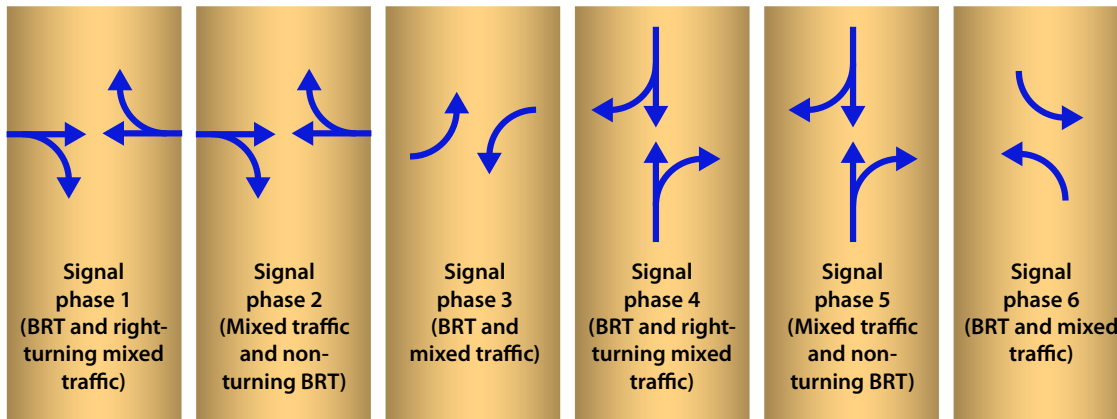 Signal
phase 1
(BRT and right-
turning mixed
traffic)
Signal
phase 2
(Mixed traffic
and non-
turning BRT)
Signal
phase 3
(BRT and
mixed traffic)
Signal
phase 4
(BRT and right-
turning mixed
traffic)
Signal
phase 5
(Mixed traffic
and non-
turning BRT)
Signal
phase 6
(BRT and mixed
traffic)